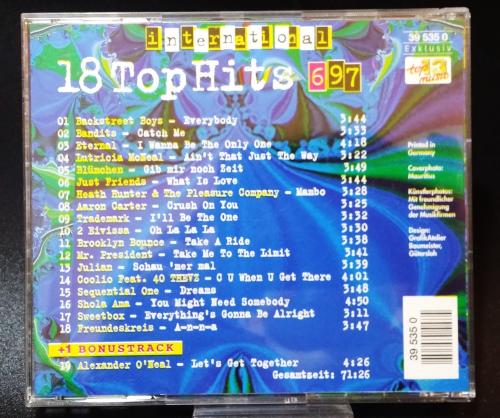 international
18 Top Hits 697
39 535 0
Exklusiv
top music
01 Backstreet Boys – Everybody 3:44
02 Bandits – Catch Me 3:33
03 Eternal – I Wanna Be The Only One 4:18
04 Imtricia McNeal – Ain't That Just The Way 3:22
05 Blümchen – Gib mir noch Zeit 3:49
06 Just Friends – What Is Love 3:44
07 Heath Hunter & The Pleasure Company – Mambo 3:28
08 Aaron Carter – Crush On You 3:25
09 Trademark – I'll Be The One 3:32
10 2 Eivissa – Oh La La La 3:30
11 Brooklyn Bounce – Take A Ride 3:38
12 Mr. President – Take Me To The Limit 3:41
13 Julian – Schau 'mer mal 3:39
14 Coolio Feat. 40 THEVZ – C U When U Get There 4:01
15 Sequential One – Dreams 3:48
16 Shola Ama – You Might Need Somebody 4:50
17 Sweetbox – Everything's Gonna Be Alright 3:11
18 Freundeskreis – A-n-n-a 3:47
+1 BONUSTRACK
19 Alexander O'Neal – Let's Get Together 4:26
Gesamtzeit: 71:26
Printed in
Germany
Coverphoto:
Mauritius
Künstlerphotos:
Mit freundlicher
Genehmigung
der Musikfirmen
Design:
GrafikAtelier
Baumeister,
Gütersloh
39 535 0